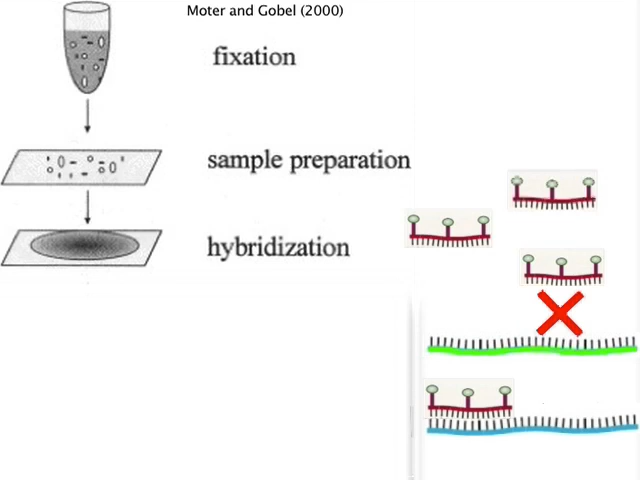 Moter and Gobel (2000)
fixation
sample preparation
hybridization